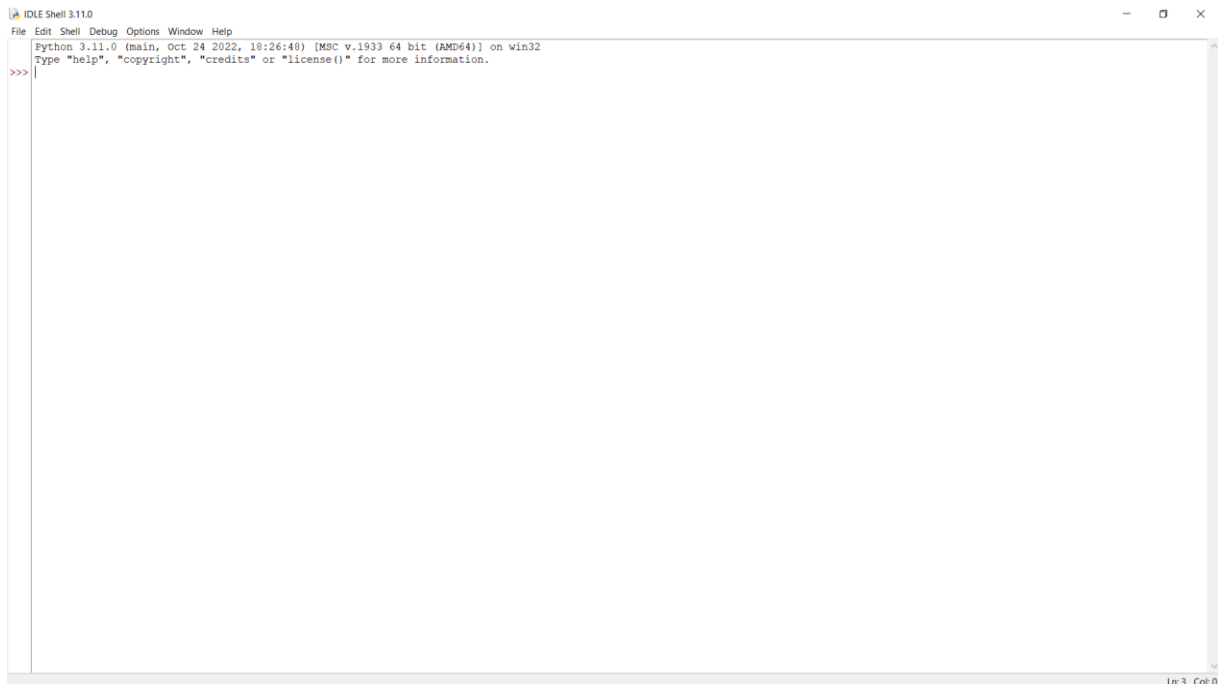 IDLE Shell 3.11.0
File Edit Shell Debug Options Window Help
Python 3.11.0 (main, Oct 24 2022, 18:26:48) [MSC v.1933 64 bit (AMD64)] on win32
Type "help", "copyright", "credits" or "license()" for more information.
>>>
Ln: 3 Col: 0